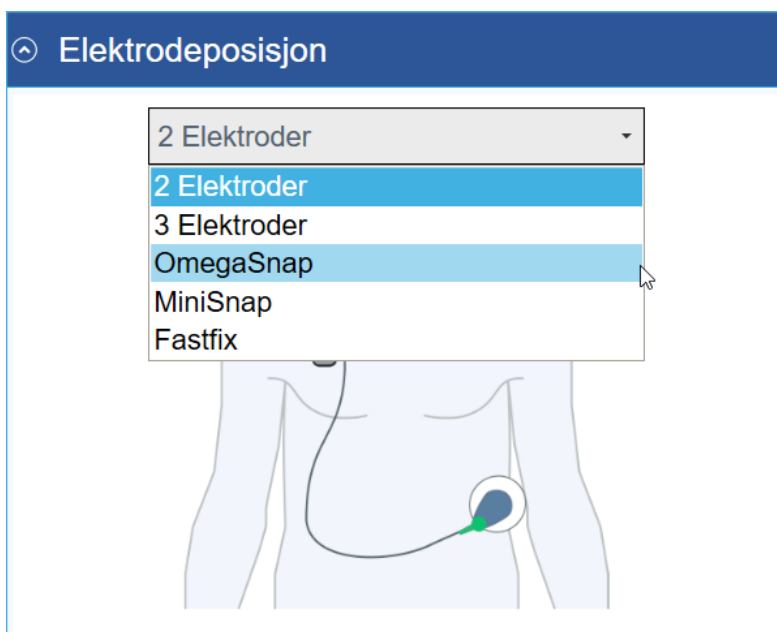 Elektrodeposisjon
2 Elektroder
2 Elektroder
3 Elektroder
OmegaSnap
MiniSnap
Fastfix